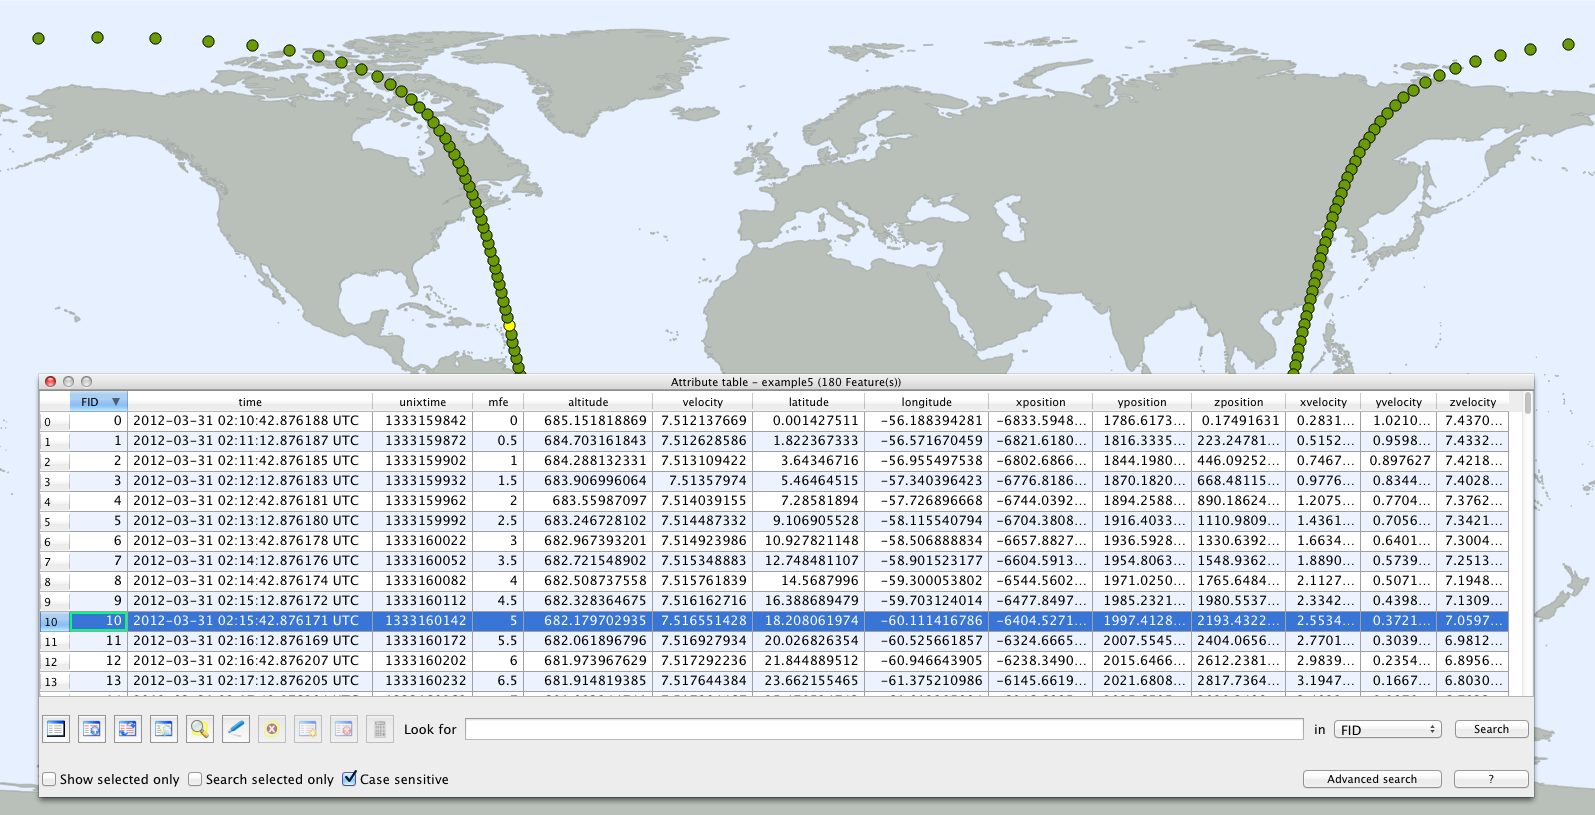 Attribute table - example5 (180 Feature(s))
FID time unixtime mfe altitude velocity latitude longitude xposition yposition zposition xvelocity yvelocity zvelocity
0 0 2012-03-31 02:10:42.876188 UTC 1333159842 0 685.151818869 7.512137669 0.001427511 -56.188394281 -6833.5948... 1786.6173... 0.17491631 0.2831... 1.0210... 7.4370...
1 1 2012-03-31 02:11:12.876187 UTC 1333159872 0.5 684.703161843 7.512628586 1.822367333 -56.571670459 -6821.6180... 1816.3335... 223.24781... 0.5152... 0.9598... 7.4332...
2 2 2012-03-31 02:11:42.876185 UTC 1333159902 1 684.288132331 7.513109422 3.64346716 -56.955497538 -6802.6866... 1844.1980... 446.09252... 0.7467... 0.897627 7.4218...
3 3 2012-03-31 02:12:12.876183 UTC 1333159932 1.5 683.906996064 7.51357974 5.46464515 -57.340396423 -6776.8186... 1870.1820... 668.48115... 0.9776... 0.8344... 7.4028...
4 4 2012-03-31 02:12:42.876181 UTC 1333159962 2 683.55987097 7.514039155 7.28581894 -57.726896668 -6744.0392... 1894.2588... 890.18624... 1.2075... 0.7704... 7.3762...
5 5 2012-03-31 02:13:12.876180 UTC 1333159992 2.5 683.246728102 7.514487332 9.106905528 -58.115540794 -6704.3808... 1916.4033... 1110.9809... 1.4361... 0.7056... 7.3421...
6 6 2012-03-31 02:13:42.876178 UTC 1333160022 3 682.967393201 7.514923986 10.927821148 -58.506888834 -6657.8827... 1936.5928... 1330.6392... 1.6634... 0.6401... 7.3004...
7 7 2012-03-31 02:14:12.876176 UTC 1333160052 3.5 682.721548902 7.515348883 12.748481107 -58.901523177 -6604.5913... 1954.8063... 1548.9362... 1.8890... 0.5739... 7.2513...
8 8 2012-03-31 02:14:42.876174 UTC 1333160082 4 682.508737558 7.515761839 14.5687996 -59.300053802 -6544.5602... 1971.0250... 1765.6484... 2.1127... 0.5071... 7.1948...
9 9 2012-03-31 02:15:12.876172 UTC 1333160112 4.5 682.328364675 7.516162716 16.388689479 -59.703124014 -6477.8497... 1985.2321... 1980.5537... 2.3342... 0.4398... 7.1309...
10 10 2012-03-31 02:15:42.876171 UTC 1333160142 5 682.179702935 7.516551428 18.208061974 -60.111416786 -6404.5271... 1997.4128... 2193.4322... 2.5534... 0.3721... 7.0597...
11 11 2012-03-31 02:16:12.876169 UTC 1333160172 5.5 682.061896796 7.516927934 20.026826354 -60.525661857 -6324.6665... 2007.5545... 2404.0656... 2.7701... 0.3039... 6.9812...
12 12 2012-03-31 02:16:42.876207 UTC 1333160202 6 681.973967629 7.517292236 21.844889512 -60.946643905 -6238.3490... 2015.6466... 2612.2381... 2.9839... 0.2354... 6.8956...
13 13 2012-03-31 02:17:12.876205 UTC 1333160232 6.5 681.914819385 7.517644384 23.662155465 -61.375210986 -6145.6619... 2021.6808... 2817.7364... 3.1947... 0.1667... 6.8030...
Look for in FID Search
Show selected only Search selected only Case sensitive Advanced search ?